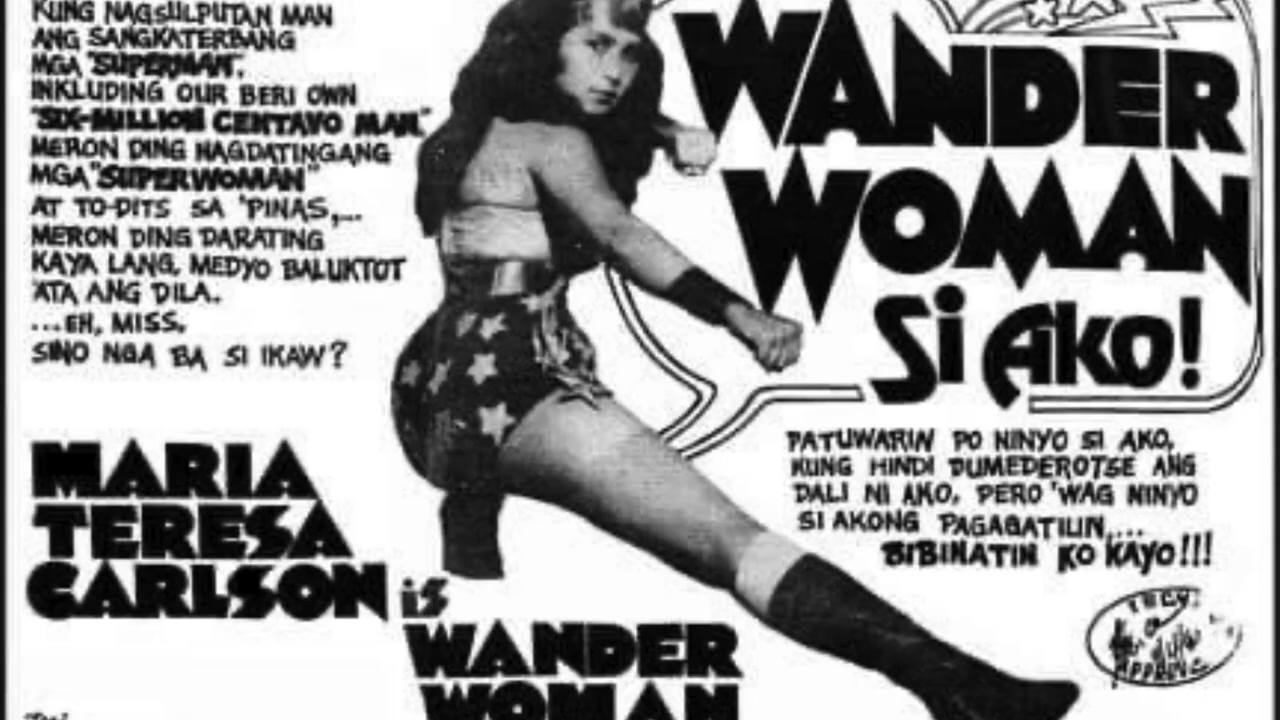 KUNG NAGSULPUTAN MAN
ANG SANGKATERBANG
MGA "SUPERMAN",
INKLUDING OUR BERI OWN
"SIX-MILLION CENTAVO MAN,"
MERON DING NAGDATINGANG
MGA "SUPERWOMAN"
AT TO-DITS SA 'PINAS,...
MERON DING DARATING
KAYA LANG, MEDYO BALUKTOT
ATA ANG DILA.
...EH, MISS,
SINO NGA BA SI IKAW?
WANDER
WOMAN
Si Ako!
PATUWARIN PO NINYO SI AKO,
KUNG HINDI DUMEDEROTSE ANG
DALI NI AKO, PERO 'WAG NINYO
SI AKONG PAGAGATILIN,...
BIBINATIN KO KAYO!!!
MARIA
TERESA
CARLSON is
WANDER
WOMAN